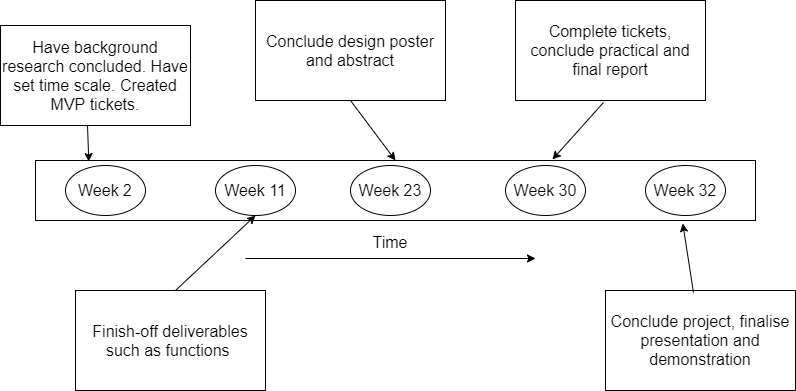 Have background
research concluded. Have
set time scale. Created
MVP tickets.
Conclude design poster
and abstract
Complete tickets,
conclude practical and
final report
Week 2
Week 11
Week 23
Week 30
Week 32
Time
Finish-off deliverables
such as functions
Conclude project, finalise
presentation and
demonstration